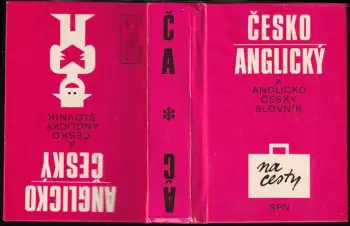 ČESKO
ANGLICKÝ
A
ANGLICKO
ČESKÝ
SLOVNÍK
na
cesty
SPN
ČA * AČ
ANGLICKO
ČESKÝ
A
ČESKO
ANGLICKÝ
SLOVNÍK